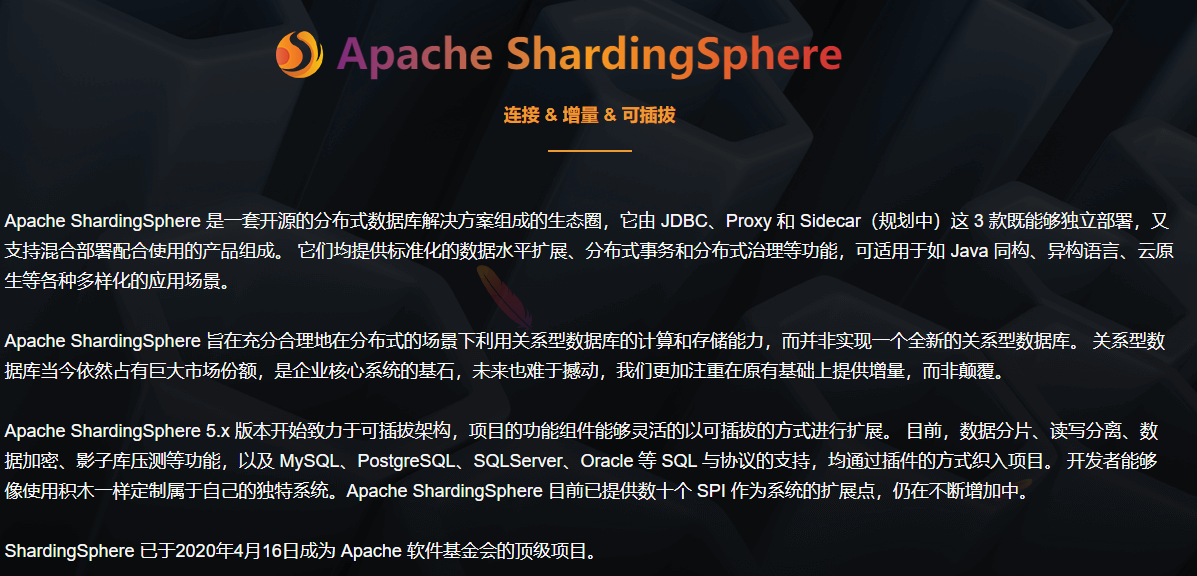 Apache ShardingSphere
连接 & 增量 & 可插拔
Apache ShardingSphere 是一套开源的分布式数据库解决方案组成的生态圈，它由 JDBC、Proxy 和 Sidecar（规划中）这 3 款既能够独立部署，又
支持混合部署配合使用的产品组成。 它们均提供标准化的数据水平扩展、分布式事务和分布式治理等功能，可适用于如 Java 同构、异构语言、云原
生等各种多样化的应用场景。
Apache ShardingSphere 旨在充分合理地在分布式的场景下利用关系型数据库的计算和存储能力，而并非实现一个全新的关系型数据库。 关系型数
据库当今依然占有巨大市场份额，是企业核心系统的基石，未来也难于撼动，我们更加注重在原有基础上提供增量，而非颠覆。
Apache ShardingSphere 5.x 版本开始致力于可插拔架构，项目的功能组件能够灵活的以可插拔的方式进行扩展。 目前，数据分片、读写分离、数
据加密、影子库压测等功能，以及 MySQL、PostgreSQL、SQLServer、Oracle 等 SQL 与协议的支持，均通过插件的方式织入项目。 开发者能够
像使用积木一样定制属于自己的独特系统。Apache ShardingSphere 目前已提供数十个 SPI 作为系统的扩展点，仍在不断增加中。
ShardingSphere 已于2020年4月16日成为 Apache 软件基金会的顶级项目。